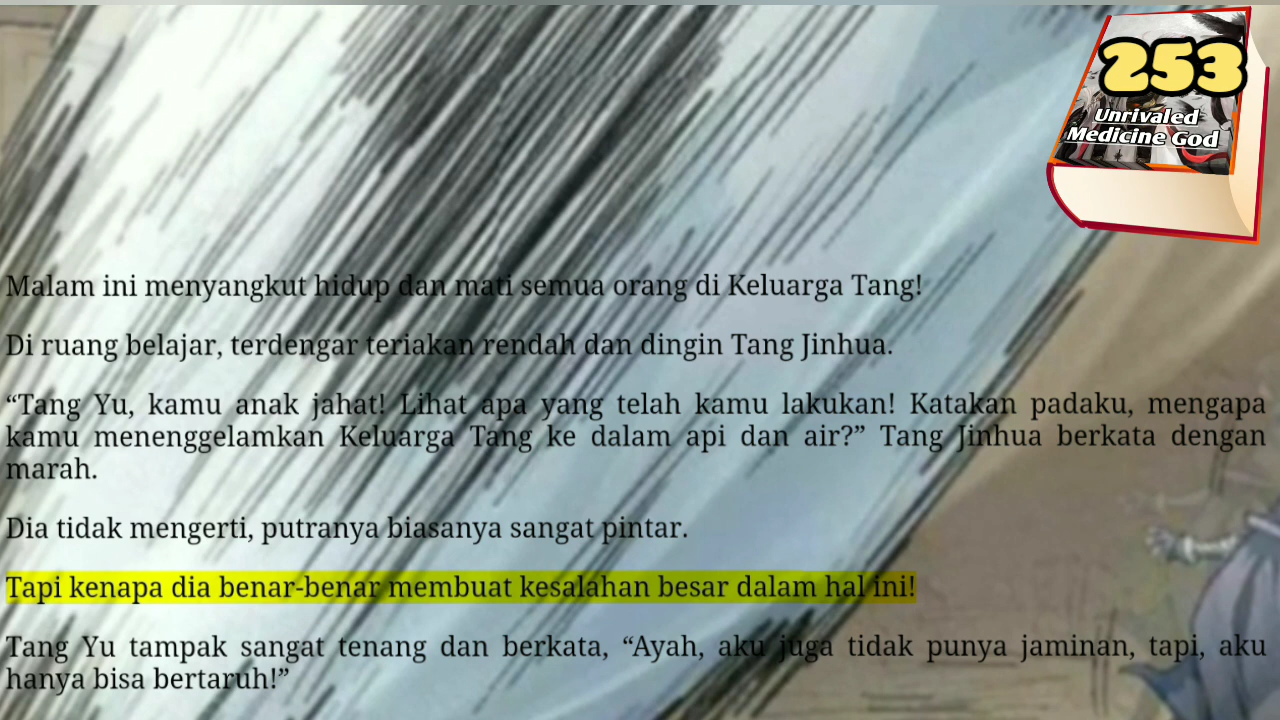 253
Unrivaled
Medicine God
Malam ini menyangkut hidup dan mati semua orang di Keluarga Tang!
Di ruang belajar, terdengar teriakan rendah dan dingin Tang Jinhua.
“Tang Yu, kamu anak jahat! Lihat apa yang telah kamu lakukan! Katakan padaku, mengapa
kamu menenggelamkan Keluarga Tang ke dalam api dan air?” Tang Jinhua berkata dengan
marah.
Dia tidak mengerti, putranya biasanya sangat pintar.
Tapi kenapa dia benar-benar membuat kesalahan besar dalam hal ini!
Tang Yu tampak sangat tenang dan berkata, “Ayah, aku juga tidak punya jaminan, tapi, aku
hanya bisa bertaruh!”